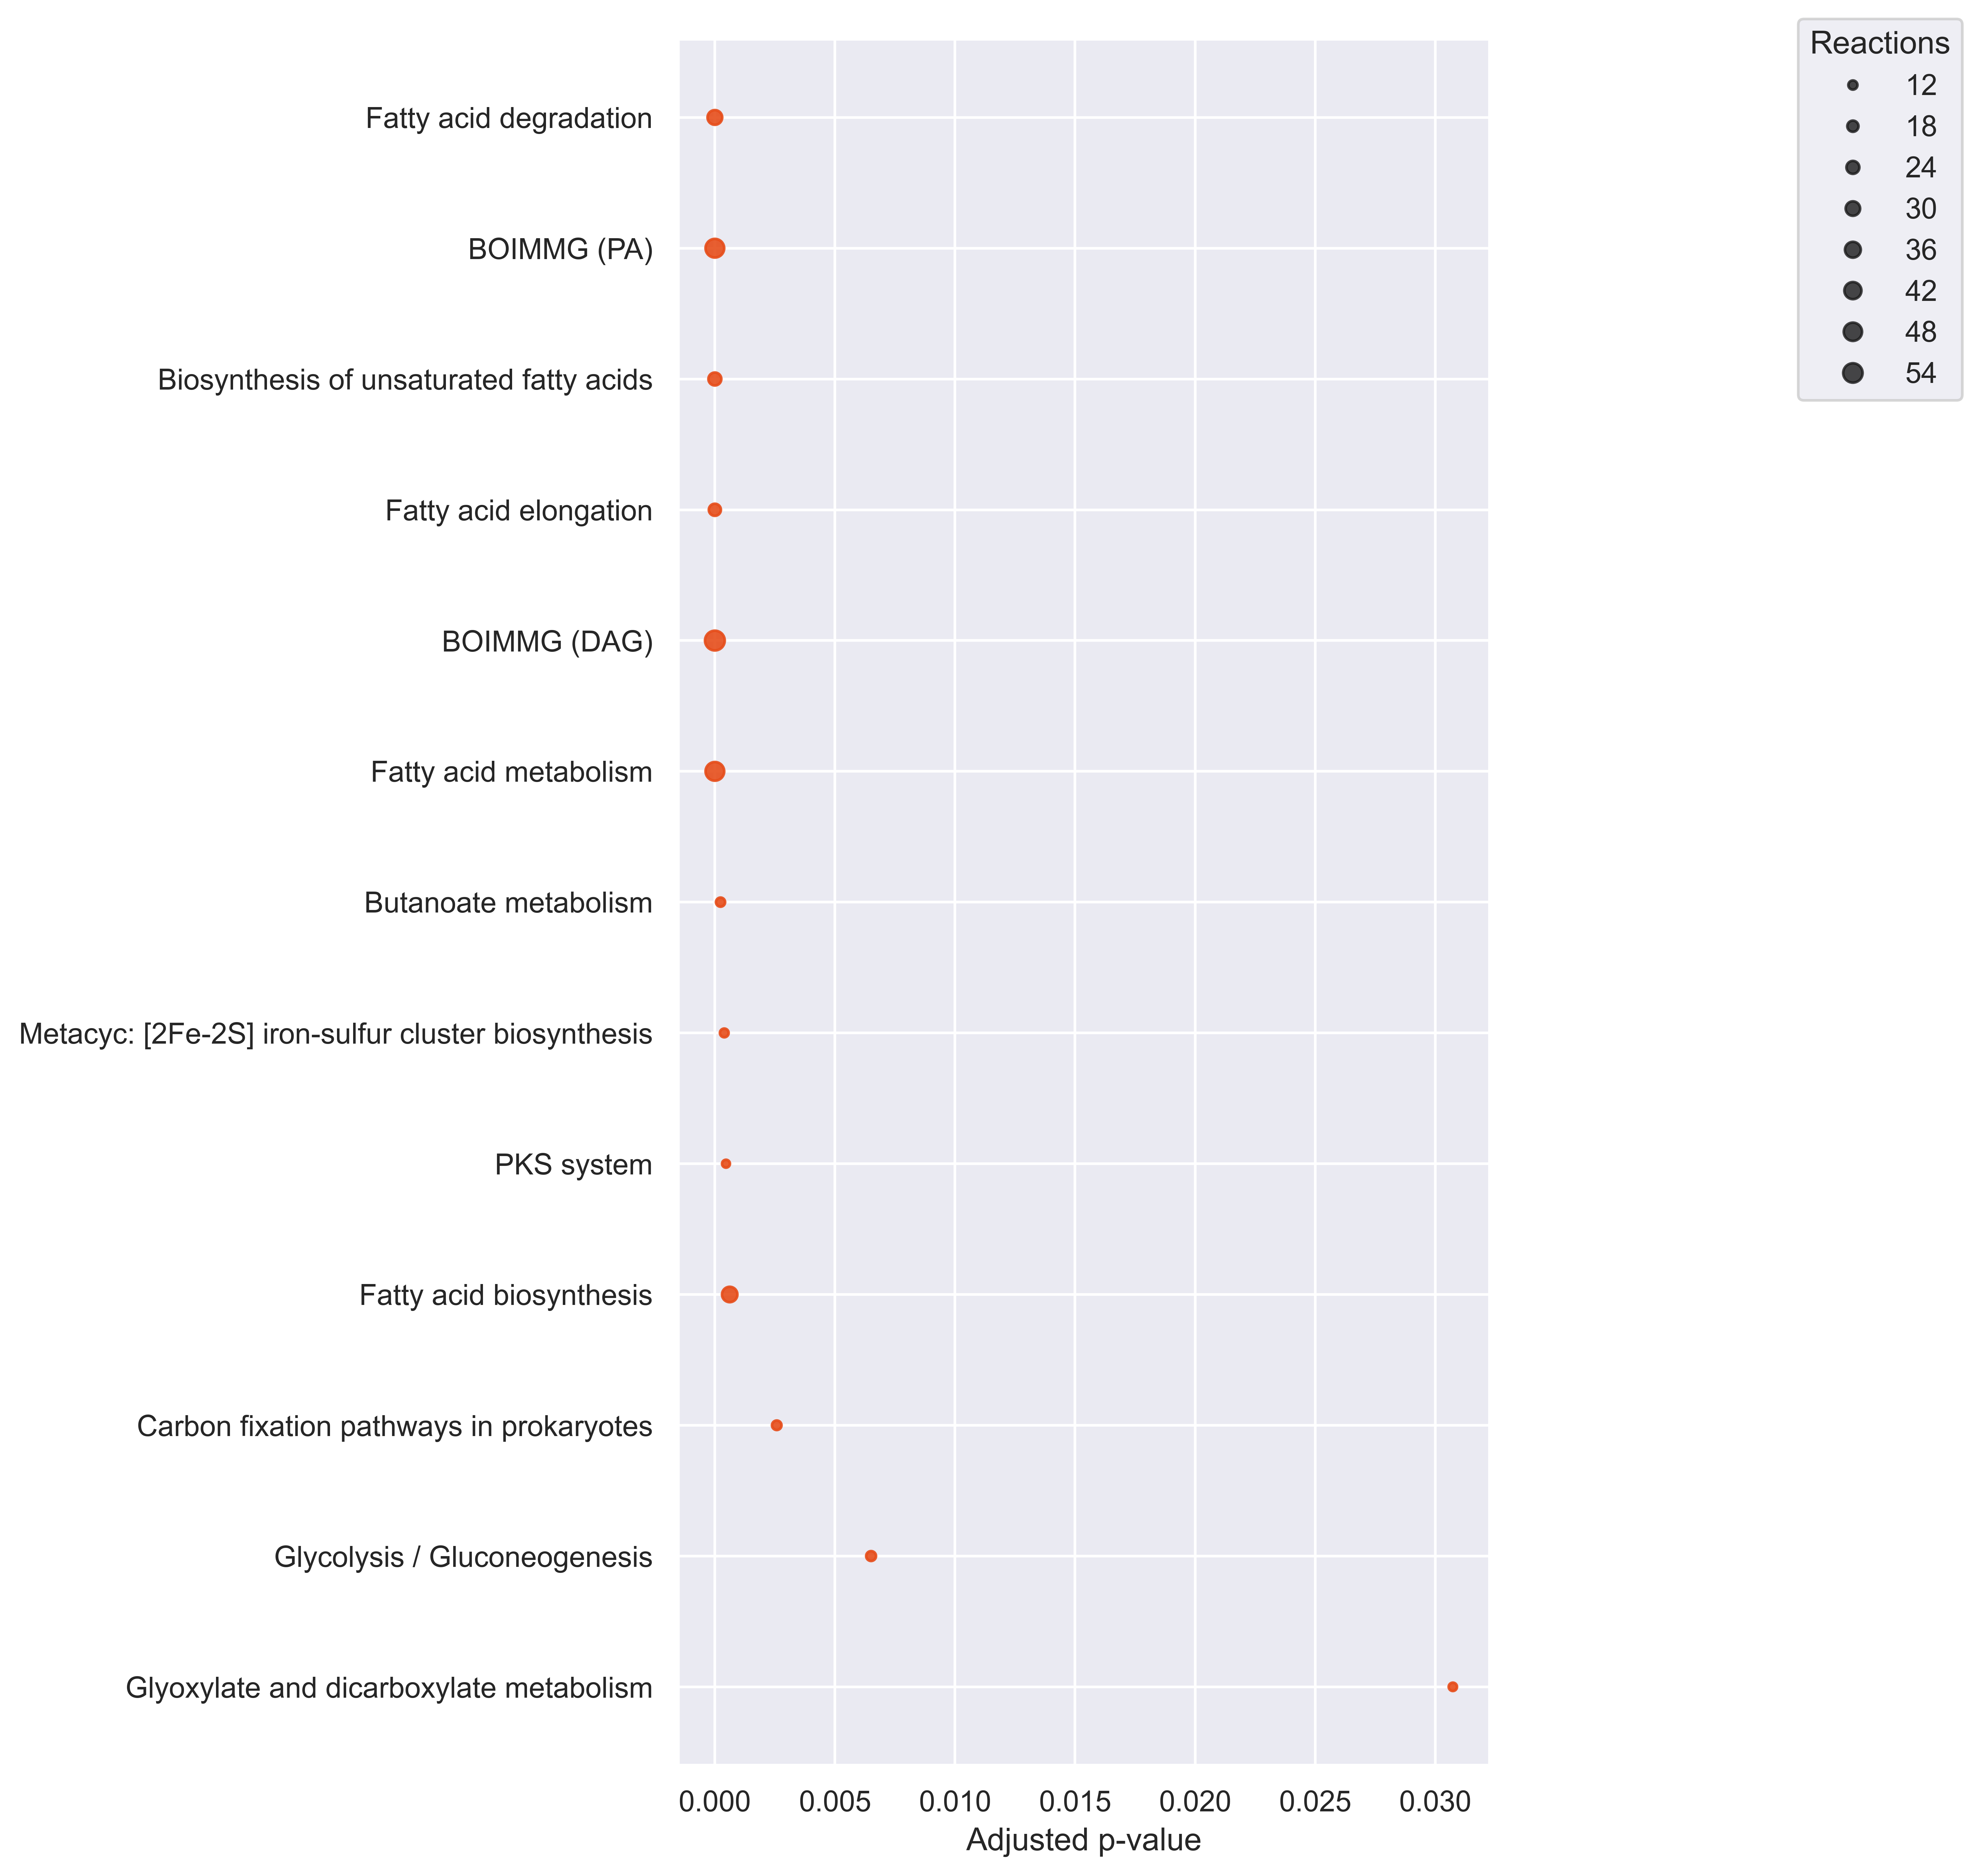 Reactions
12
18
24
30
36
42
48
54
Fatty acid degradation
BOIMMG (PA)
Biosynthesis of unsaturated fatty acids
Fatty acid elongation
BOIMMG (DAG)
Fatty acid metabolism
Butanoate metabolism
Metacyc: [2Fe-2S] iron-sulfur cluster biosynthesis
PKS system
Fatty acid biosynthesis
Carbon fixation pathways in prokaryotes
Glycolysis / Gluconeogenesis
Glyoxylate and dicarboxylate metabolism
0.000 0.005 0.010 0.015 0.020 0.025 0.030
Adjusted p-value